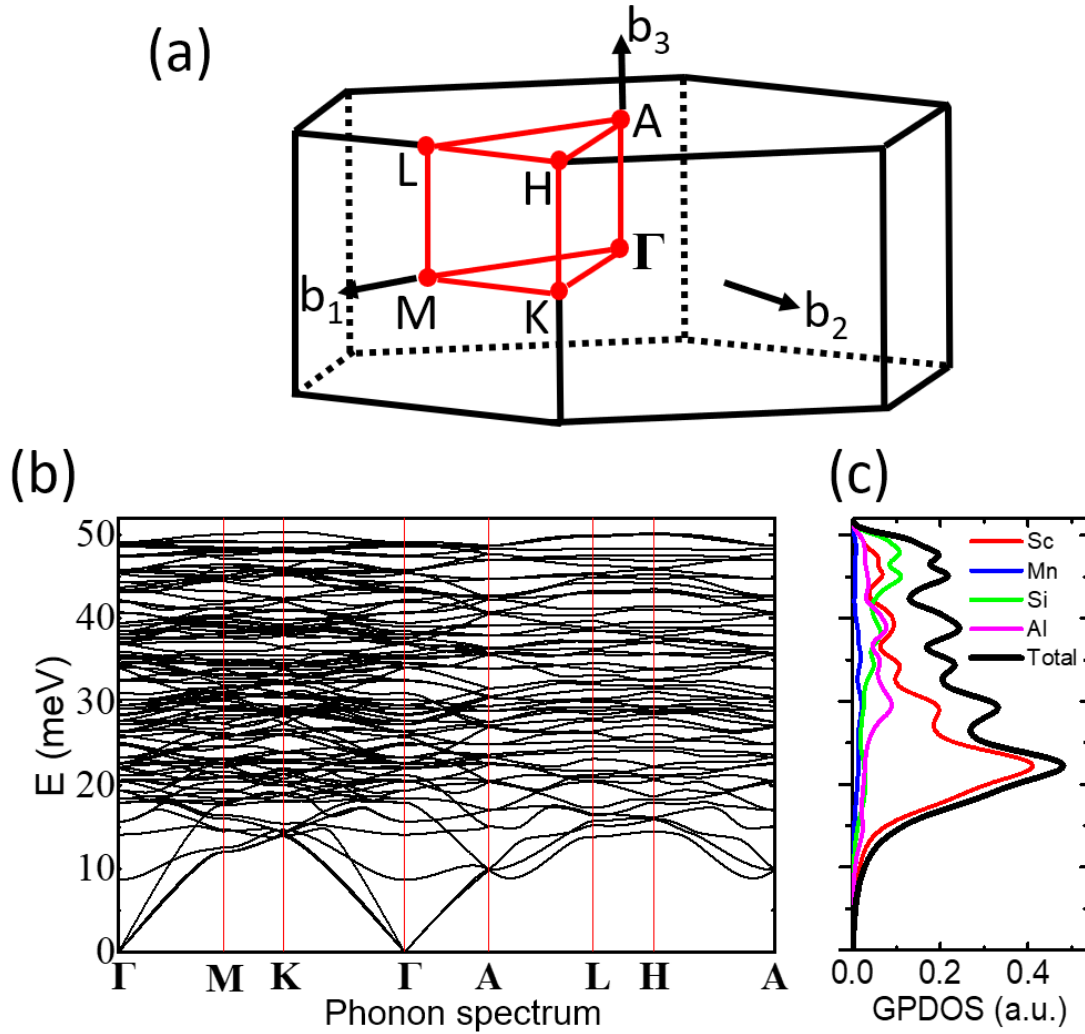 (a)
b3
A
L
H
Γ
b1
M
K
b2
(b)
(c)
50
40
30
20
10
0
E (meV)
Γ
M
K
Γ
A
L
H
A
Phonon spectrum
Sc
Mn
Si
Al
Total
0.0
0.2
0.4
GPDOS (a.u.)